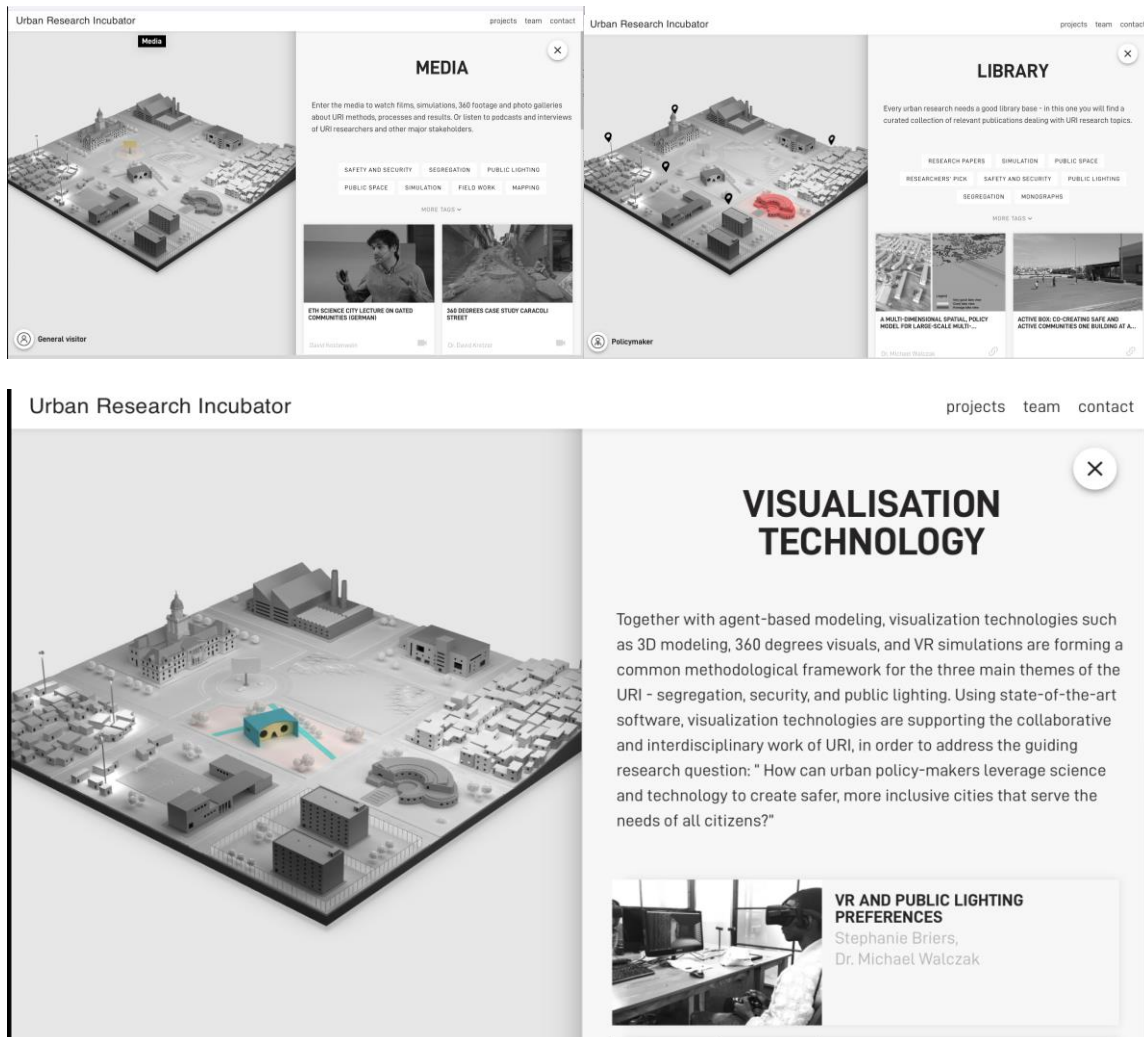 Urban Research Incubator
projects team contact
Media
MEDIA
Enter the media to watch films, simulations, 360 footage and photo galleries
about URI methods, processes and results. Or listen to podcasts and interviews
of URI researchers and other major stakeholders.
SAFETY AND SECURITY SEGREGATION PUBLIC LIGHTING
PUBLIC SPACE SIMULATION FIELD WORK MAPPING
MORE TAGS
ETH SCIENCE CITY LECTURE ON GATED
COMMUNITIES (GERMAN)
360 DEGREES CASE STUDY CARACOLI
STREET
Dr. David Kretzer
General visitor
Urban Research Incubator
projects team contact
LIBRARY
Every urban research needs a good library base - in this one you will find a
curated collection of relevant publications dealing with URI research topics.
RESEARCH PAPERS SIMULATION PUBLIC SPACE
RESEARCHERS' PICK SAFETY AND SECURITY PUBLIC LIGHTING
SEGREGATION MONOGRAPHS
MORE TAGS
A MULTI-DIMENSIONAL SPATIAL, POLICY
MODEL FOR LARGE-SCALE MULTI-...
Dr. Michael Walczak
ACTIVE BOX: CO-CREATING SAFE AND
ACTIVE COMMUNITIES ONE BUILDING AT A...
Policymaker
Urban Research Incubator
projects team contact
VISUALISATION
TECHNOLOGY
Together with agent-based modeling, visualization technologies such
as 3D modeling, 360 degrees visuals, and VR simulations are forming a
common methodological framework for the three main themes of the
URI - segregation, security, and public lighting. Using state-of-the-art
software, visualization technologies are supporting the collaborative
and interdisciplinary work of URI, in order to address the guiding
research question: " How can urban policy-makers leverage science
and technology to create safer, more inclusive cities that serve the
needs of all citizens?"
VR AND PUBLIC LIGHTING
PREFERENCES
Stephanie Briers,
Dr. Michael Walczak